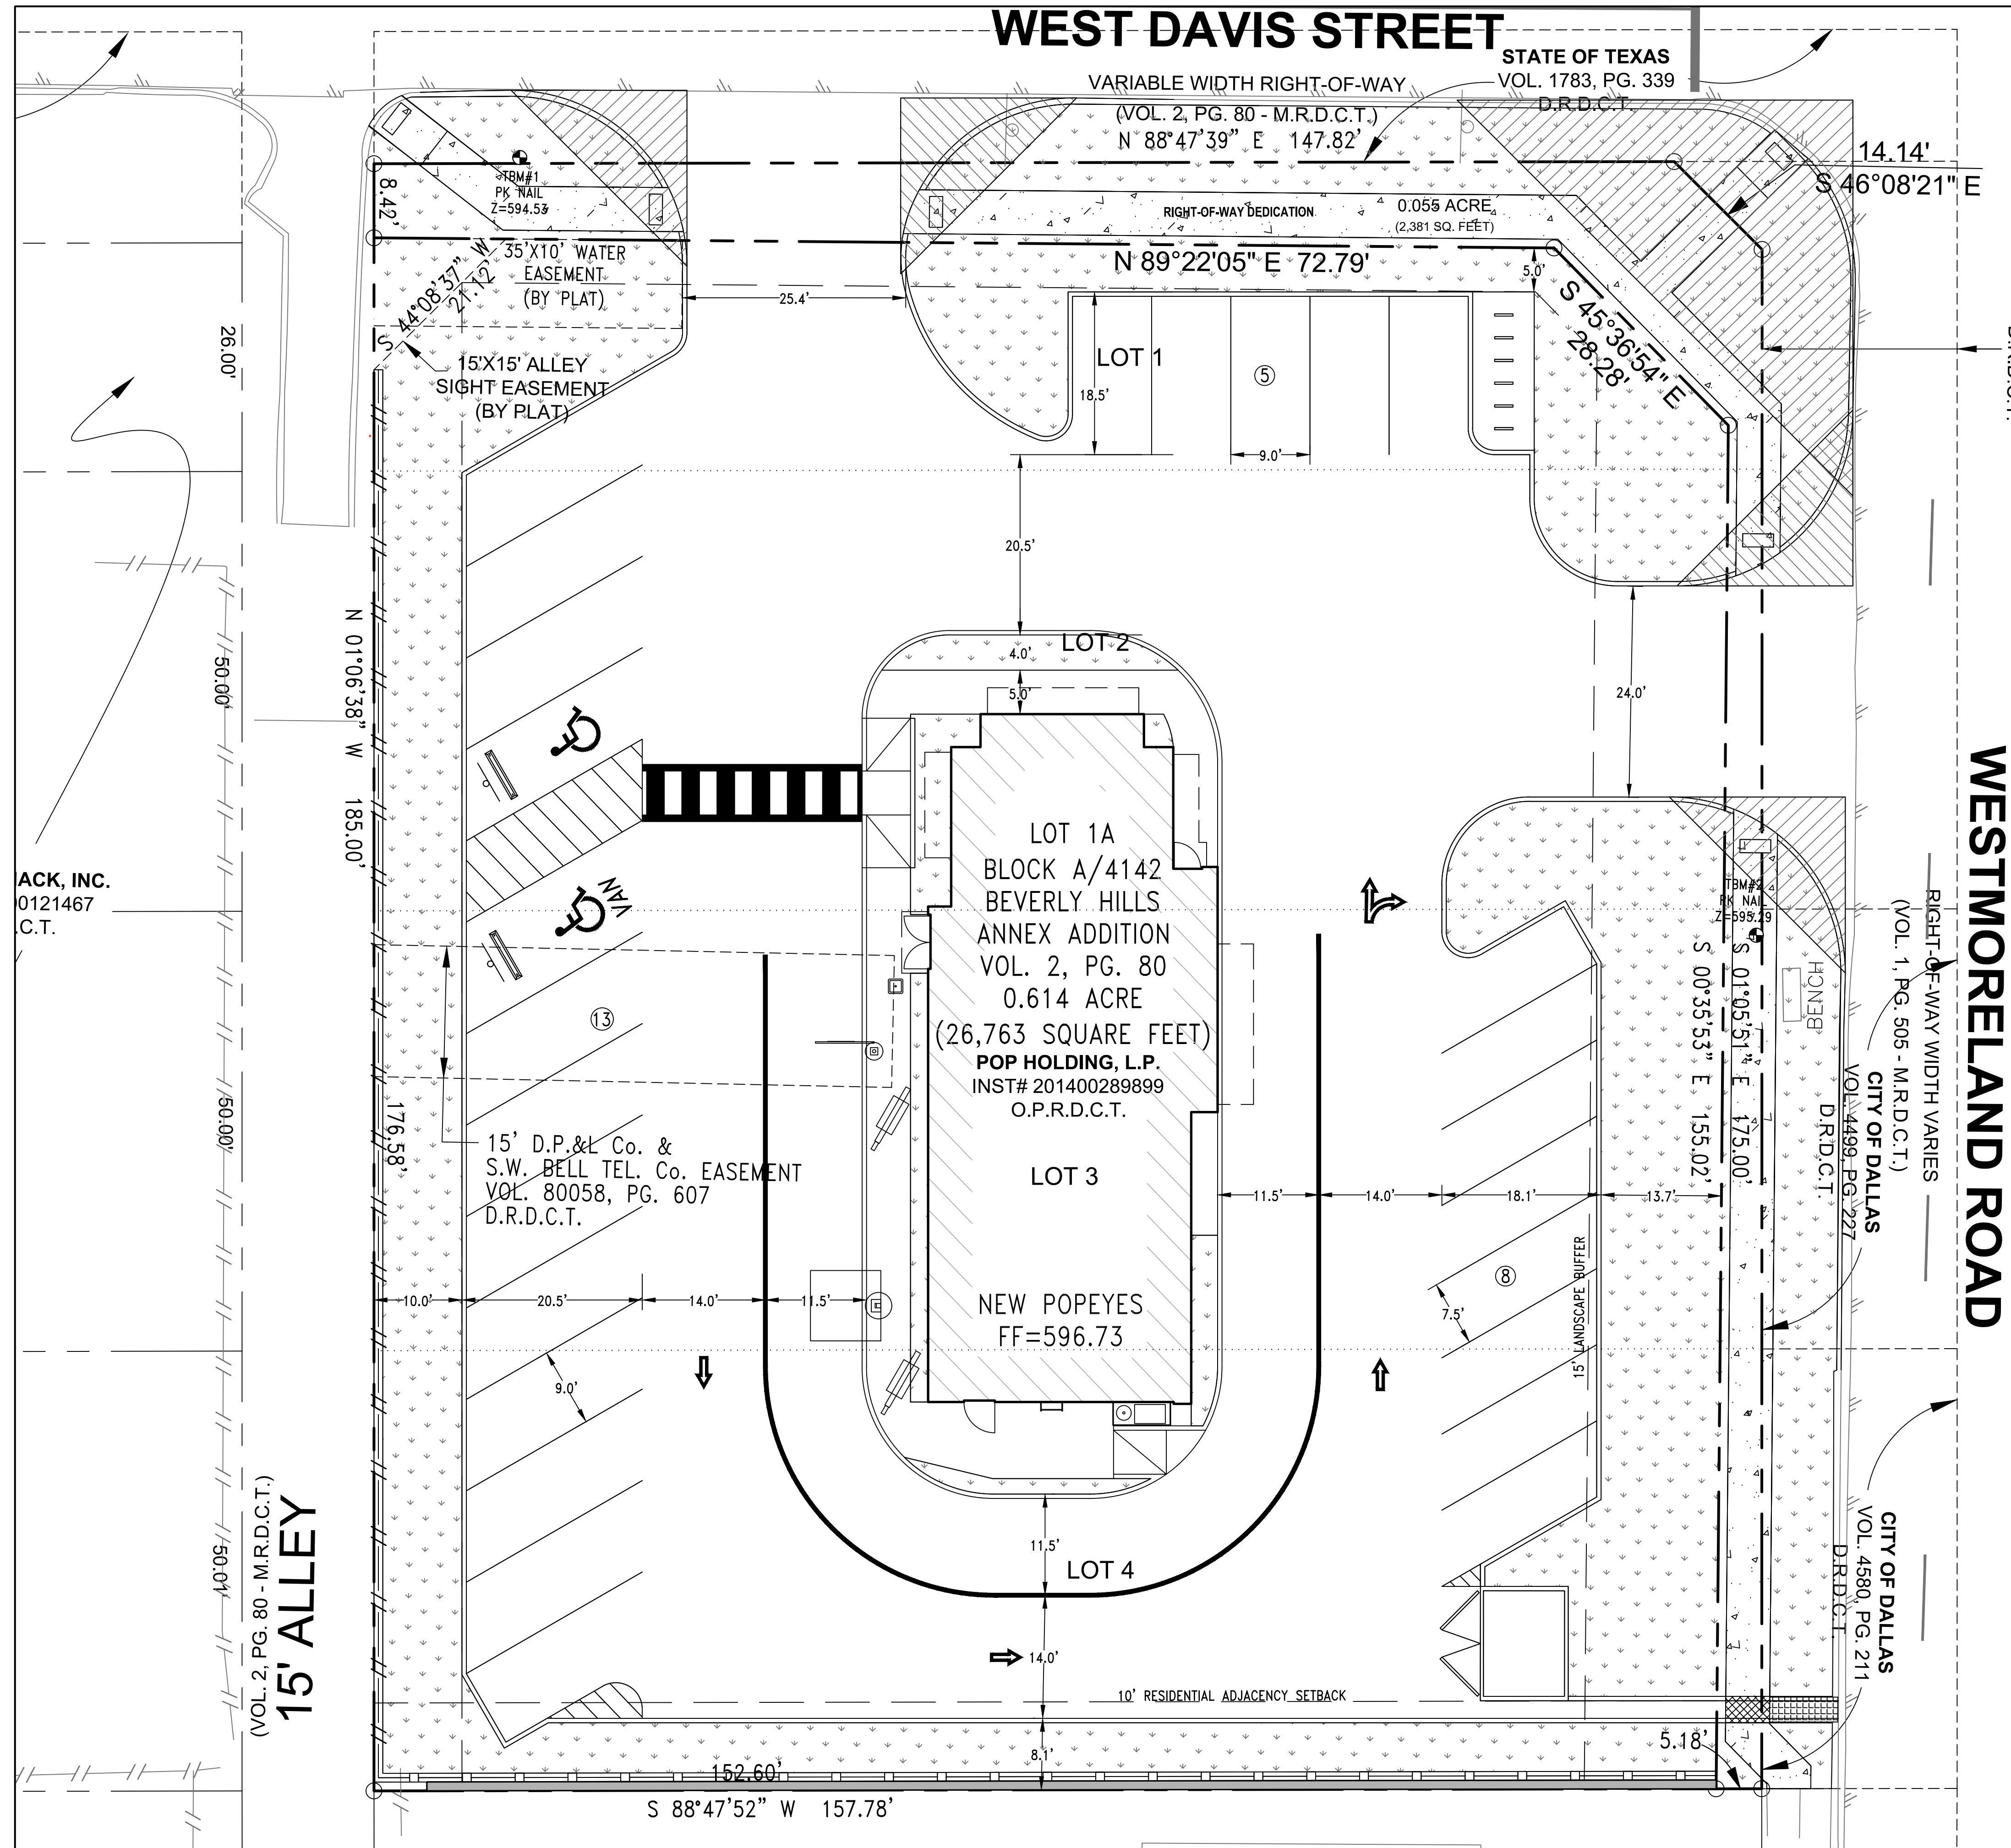 WEST DAVIS STREET
STATE OF TEXAS
VOL. 1783, PG. 339
D.R.D.C.T.
VARIABLE WIDTH RIGHT-OF-WAY
(VOL. 2, PG. 80 - M.R.D.C.T.)
N 88°47'39" E 147.82'
14.14'
S 46°08'21" E
TBM#1
PK NAIL
Z=594.53
8.42'
RIGHT-OF-WAY DEDICATION
0.055 ACRE
(2,381 SQ. FEET)
N 89°22'05" E 72.79'
35'X10' WATER
EASEMENT
(BY PLAT)
S 44°08'37" W
21.12'
25.4'
5.0'
S 45°36'54" E
28.28'
26.00'
15'X15' ALLEY
SIGHT EASEMENT
(BY PLAT)
LOT 1
5
18.5'
9.0'
20.5'
LOT 2
4.0'
5.0'
24.0'
50.00'
N 01°06'38" W 185.00'
VAN
LOT 1A
BLOCK A/4142
BEVERLY HILLS
ANNEX ADDITION
VOL. 2, PG. 80
0.614 ACRE
(26,763 SQUARE FEET)
POP HOLDING, L.P.
INST# 201400289899
O.P.R.D.C.T.
LOT 3
NEW POPEYES
FF=596.73
JACK, INC.
00121467
.C.T.
13
TBM#2
PK NAIL
Z=595.29
BENCH
S 00°35'53" E 155.02'
S 01°05'51" E 175.00'
WESTMORELAND ROAD
RIGHT-OF-WAY WIDTH VARIES
(VOL. 1, PG. 505 - M.R.D.C.T.)
CITY OF DALLAS
VOL. 4499, PG. 227
D.R.D.C.T.
50.00'
176.58'
15' D.P.&L Co. &
S.W. BELL TEL. Co. EASEMENT
VOL. 80058, PG. 607
D.R.D.C.T.
11.5'
14.0'
18.1'
13.7'
15' LANDSCAPE BUFFER
8
7.5'
10.0'
20.5'
14.0'
11.5'
9.0'
50.01'
15' ALLEY
(VOL. 2, PG. 80 - M.R.D.C.T.)
11.5'
LOT 4
14.0'
CITY OF DALLAS
VOL. 4580, PG. 211
D.R.D.C.T.
10' RESIDENTIAL ADJACENCY SETBACK
8.1'
5.18'
152.60'
S 88°47'52" W 157.78'